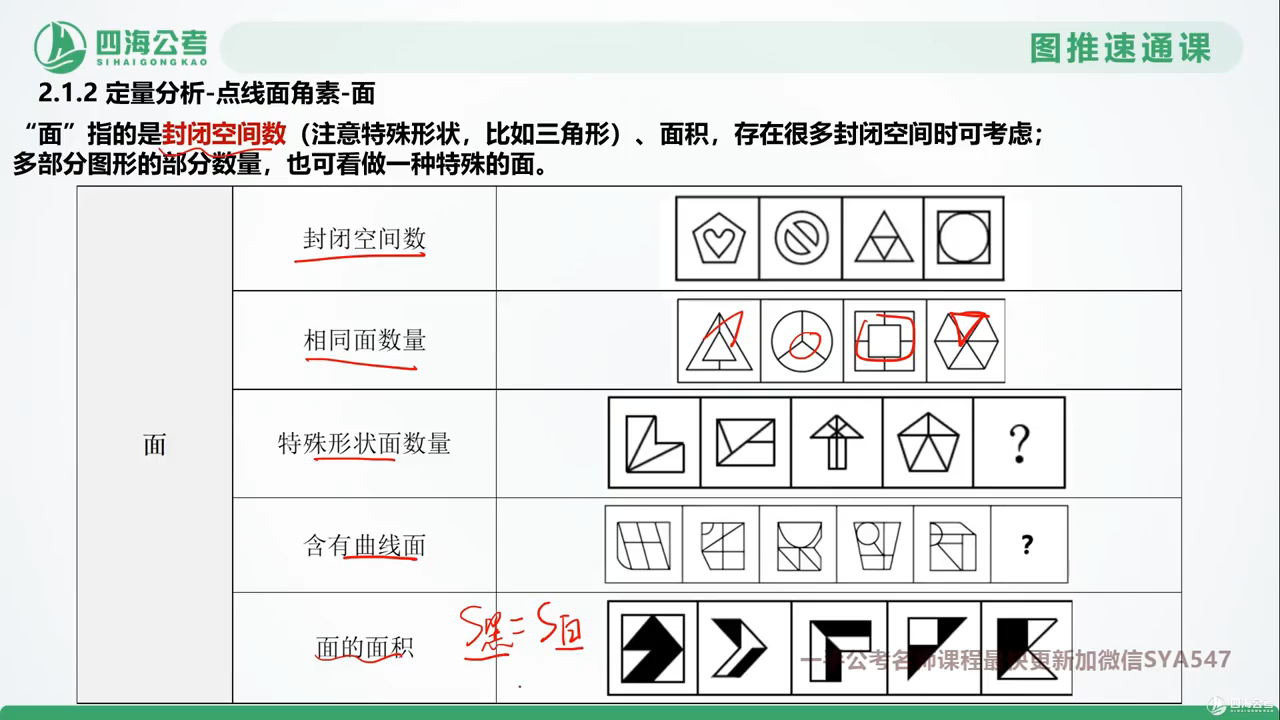 四海公考
SIHAIGONGKAO
图推速通课
2.1.2 定量分析-点线面角素-面
“面”指的是封闭空间数（注意特殊形状，比如三角形）、面积，存在很多封闭空间时可考虑；
多部分图形的部分数量，也可看做一种特殊的面。
面
封闭空间数
相同面数量
特殊形状面数量
?
含有曲线面
?
面的面积
S黑=S白
公考名师课程最快更新加微信SYA547
四海公考